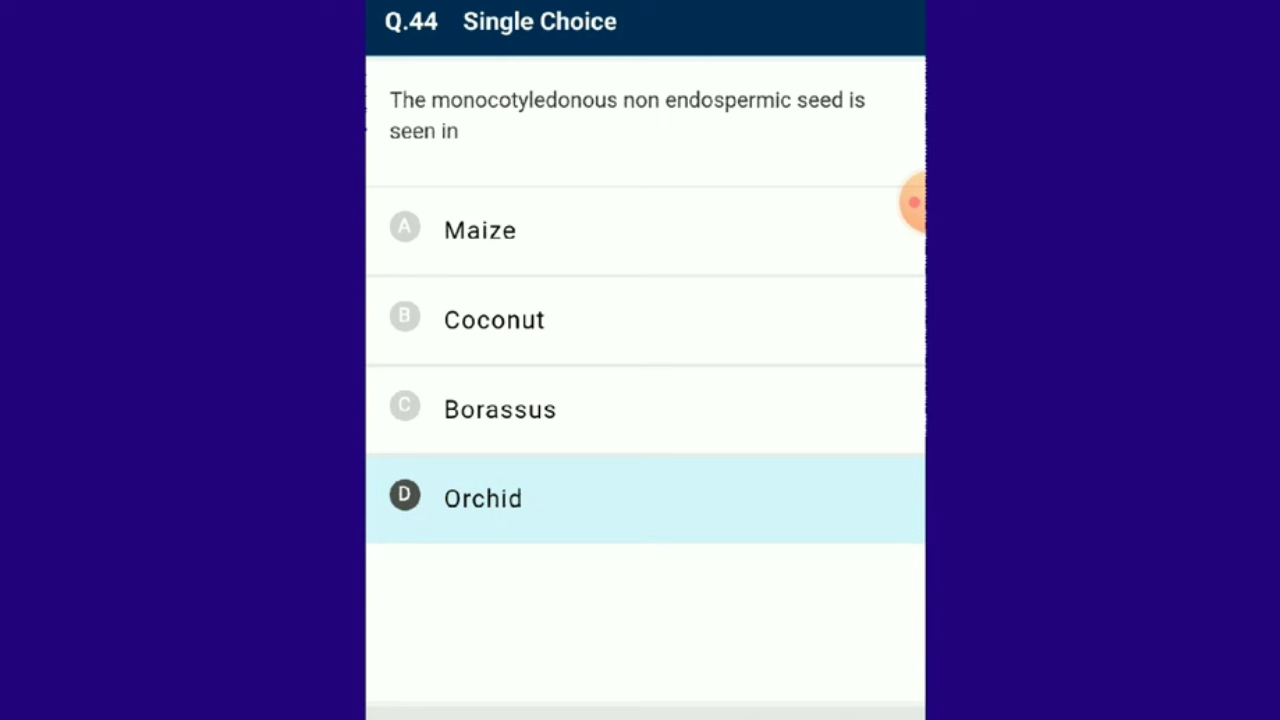 Q.44 Single Choice
The monocotyledonous non endospermic seed is
seen in
A Maize
B Coconut
C Borassus
D Orchid